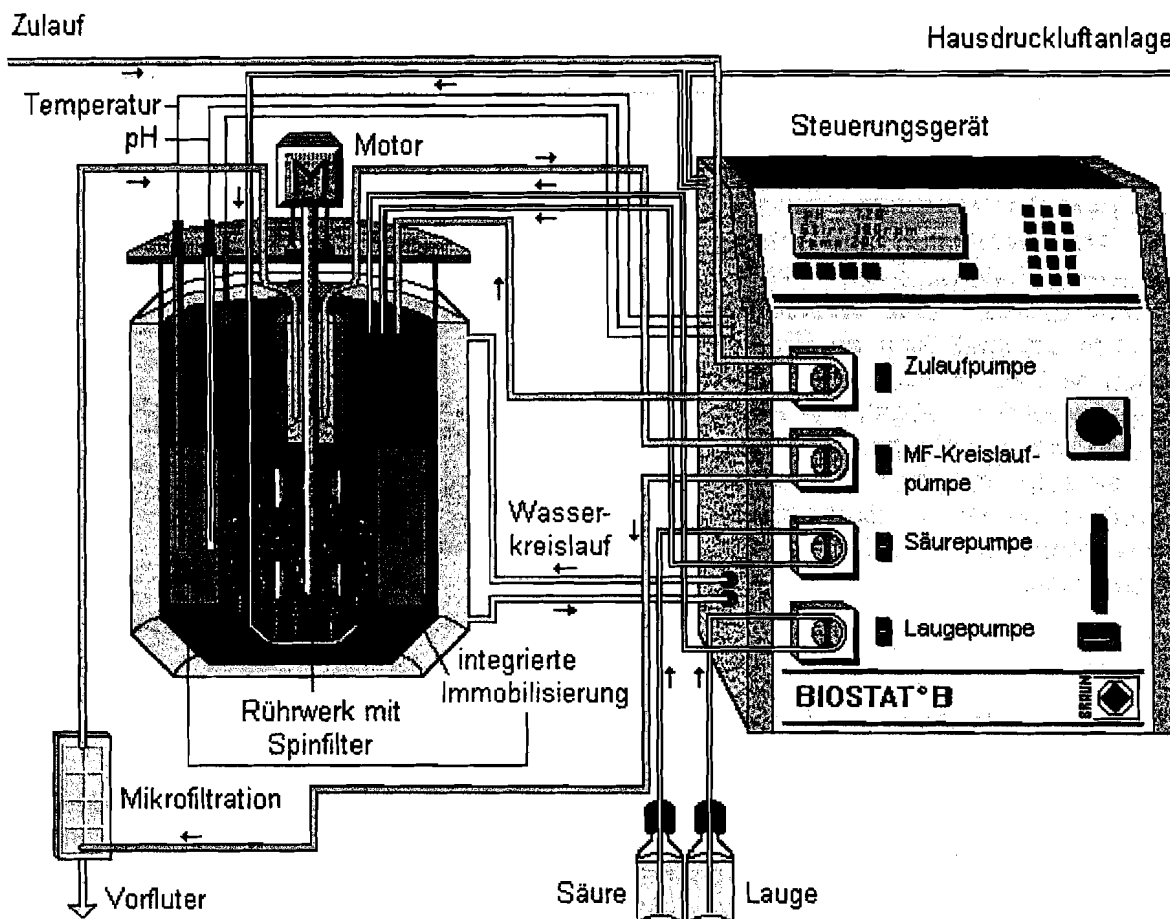 Zulauf
Hausdruckluftanlage
Temperatur
pH
Motor
Steuerungsgerät
M
Zulaufpumpe
MF-Kreislauf-
pumpe
Wasser-
kreislauf
Säurepumpe
Laugepumpe
integrierte
Immobilisierung
Rührwerk mit
Spinfilter
BIOSTAT® B
BRAUN
Mikrofiltration
Vorfluter
Säure
Lauge